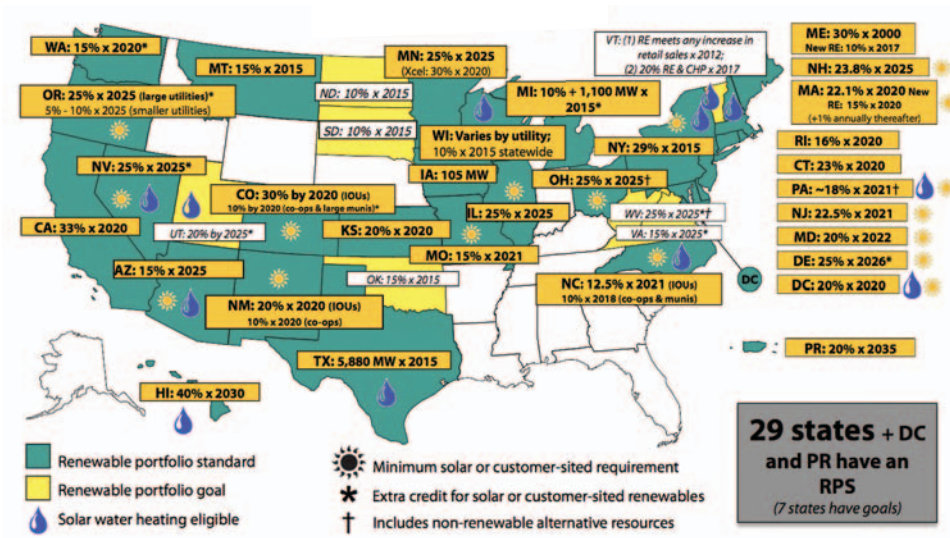 WA: 15% x 2020*
MT: 15% x 2015
MN: 25% x 2025
(Xcel: 30% x 2020)
VT: (1) RE meets any increase in
retail sales x 2012;
(2) 20% RE & CHP x 2017
ME: 30% x 2000
New RE: 10% x 2017
NH: 23.8% x 2025
MA: 22.1% x 2020 New
RE: 15% x 2020
(+1% annually thereafter)
RI: 16% x 2020
CT: 23% x 2020
PA: ~18% x 2021†
NJ: 22.5% x 2021
MD: 20% x 2022
DE: 25% x 2026*
DC: 20% x 2020
OR: 25% x 2025 (large utilities)*
5% - 10% x 2025 (smaller utilities)
ND: 10% x 2015
SD: 10% x 2015
MI: 10% + 1,100 MW x
2015*
WI: Varies by utility;
10% x 2015 statewide
NY: 29% x 2015
NV: 25% x 2025*
IA: 105 MW
OH: 25% x 2025†
CO: 30% by 2020 (IOUs)
10% by 2020 (co-ops & large munis)*
IL: 25% x 2025
WV: 25% x 2025*†
VA: 15% x 2025*
CA: 33% x 2020
UT: 20% by 2025*
KS: 20% x 2020
MO: 15% x 2021
AZ: 15% x 2025
OK: 15% x 2015
NC: 12.5% x 2021 (IOUs)
10% x 2018 (co-ops & munis)
DC
NM: 20% x 2020 (IOUs)
10% x 2020 (co-ops)
TX: 5,880 MW x 2015
PR: 20% x 2035
HI: 40% x 2030
29 states + DC
and PR have an
RPS
(7 states have goals)
Renewable portfolio standard
Renewable portfolio goal
Solar water heating eligible
Minimum solar or customer-sited requirement
* Extra credit for solar or customer-sited renewables
† Includes non-renewable alternative resources